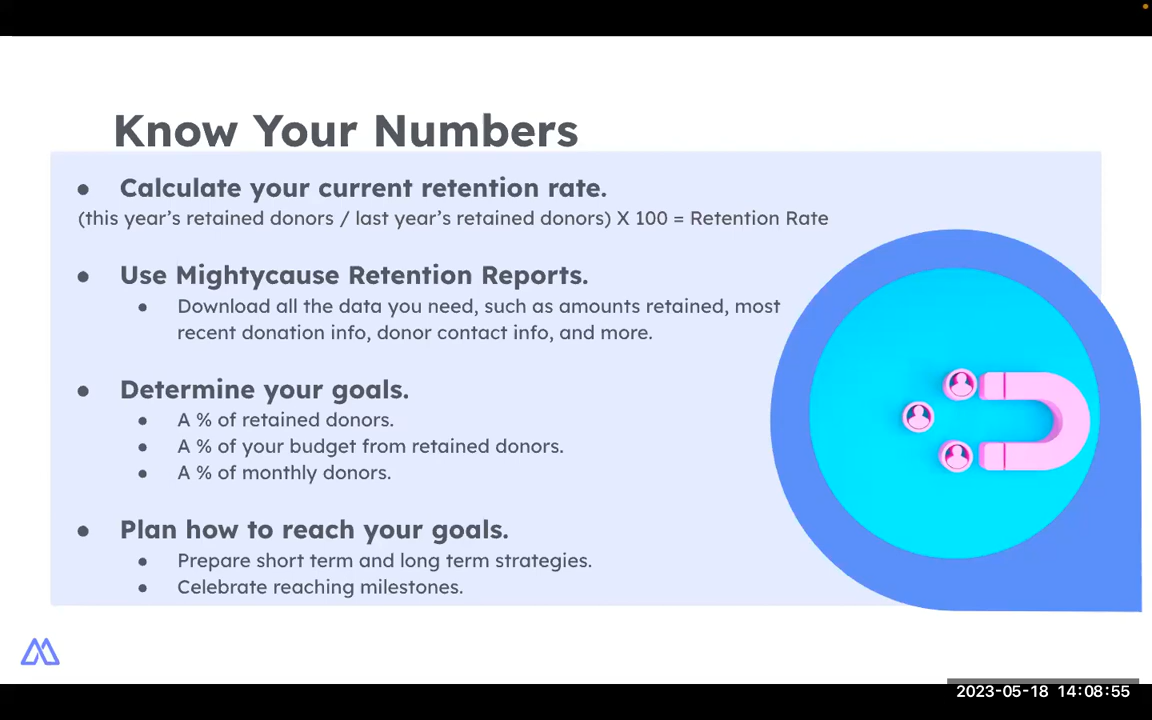 Know Your Numbers
● Calculate your current retention rate.
(this year's retained donors / last year's retained donors) X 100 = Retention Rate
● Use Mightycause Retention Reports.
● Download all the data you need, such as amounts retained, most
recent donation info, donor contact info, and more.
● Determine your goals.
● A % of retained donors.
● A % of your budget from retained donors.
● A % of monthly donors.
● Plan how to reach your goals.
● Prepare short term and long term strategies.
● Celebrate reaching milestones.
2023-05-18 14:08:55